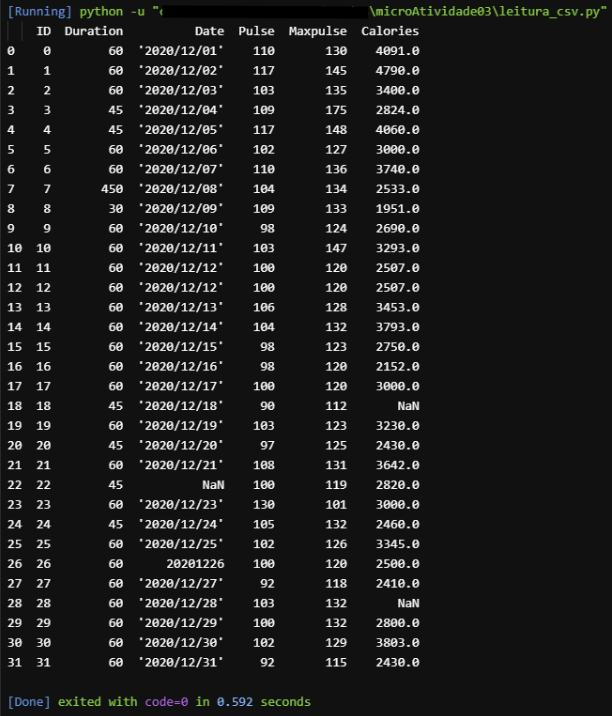 [Running] python -u "c \microAtividade03\leitura_csv.py"
ID Duration Date Pulse Maxpulse Calories
0 0 60 '2020/12/01' 110 130 4091.0
1 1 60 '2020/12/02' 117 145 4790.0
2 2 60 '2020/12/03' 103 135 3400.0
3 3 45 '2020/12/04' 109 175 2824.0
4 4 45 '2020/12/05' 117 148 4060.0
5 5 60 '2020/12/06' 102 127 3000.0
6 6 60 '2020/12/07' 110 136 3740.0
7 7 450 '2020/12/08' 104 134 2533.0
8 8 30 '2020/12/09' 109 133 1951.0
9 9 60 '2020/12/10' 98 124 2690.0
10 10 60 '2020/12/11' 103 147 3293.0
11 11 60 '2020/12/12' 100 120 2507.0
12 12 60 '2020/12/12' 100 120 2507.0
13 13 60 '2020/12/13' 106 128 3453.0
14 14 60 '2020/12/14' 104 132 3793.0
15 15 60 '2020/12/15' 98 123 2750.0
16 16 60 '2020/12/16' 98 120 2152.0
17 17 60 '2020/12/17' 100 120 3000.0
18 18 45 '2020/12/18' 90 112 NaN
19 19 60 '2020/12/19' 103 123 3230.0
20 20 45 '2020/12/20' 97 125 2430.0
21 21 60 '2020/12/21' 108 131 3642.0
22 22 45 NaN 100 119 2820.0
23 23 60 '2020/12/23' 130 101 3000.0
24 24 45 '2020/12/24' 105 132 2460.0
25 25 60 '2020/12/25' 102 126 3345.0
26 26 60 20201226 100 120 2500.0
27 27 60 '2020/12/27' 92 118 2410.0
28 28 60 '2020/12/28' 103 132 NaN
29 29 60 '2020/12/29' 100 132 2800.0
30 30 60 '2020/12/30' 102 129 3803.0
31 31 60 '2020/12/31' 92 115 2430.0
[Done] exited with code=0 in 0.592 seconds